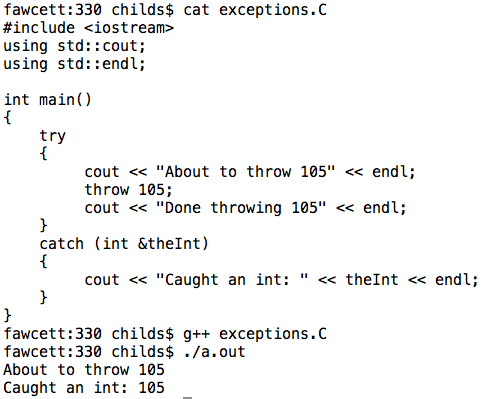 fawcett:330 childs$ cat exceptions.C
#include <iostream>
using std::cout;
using std::endl;

int main()
{
    try
    {
         cout << "About to throw 105" << endl;
         throw 105;
         cout << "Done throwing 105" << endl;
    }
    catch (int &theInt)
    {
         cout << "Caught an int: " << theInt << endl;
    }
}
fawcett:330 childs$ g++ exceptions.C
fawcett:330 childs$ ./a.out
About to throw 105
Caught an int: 105